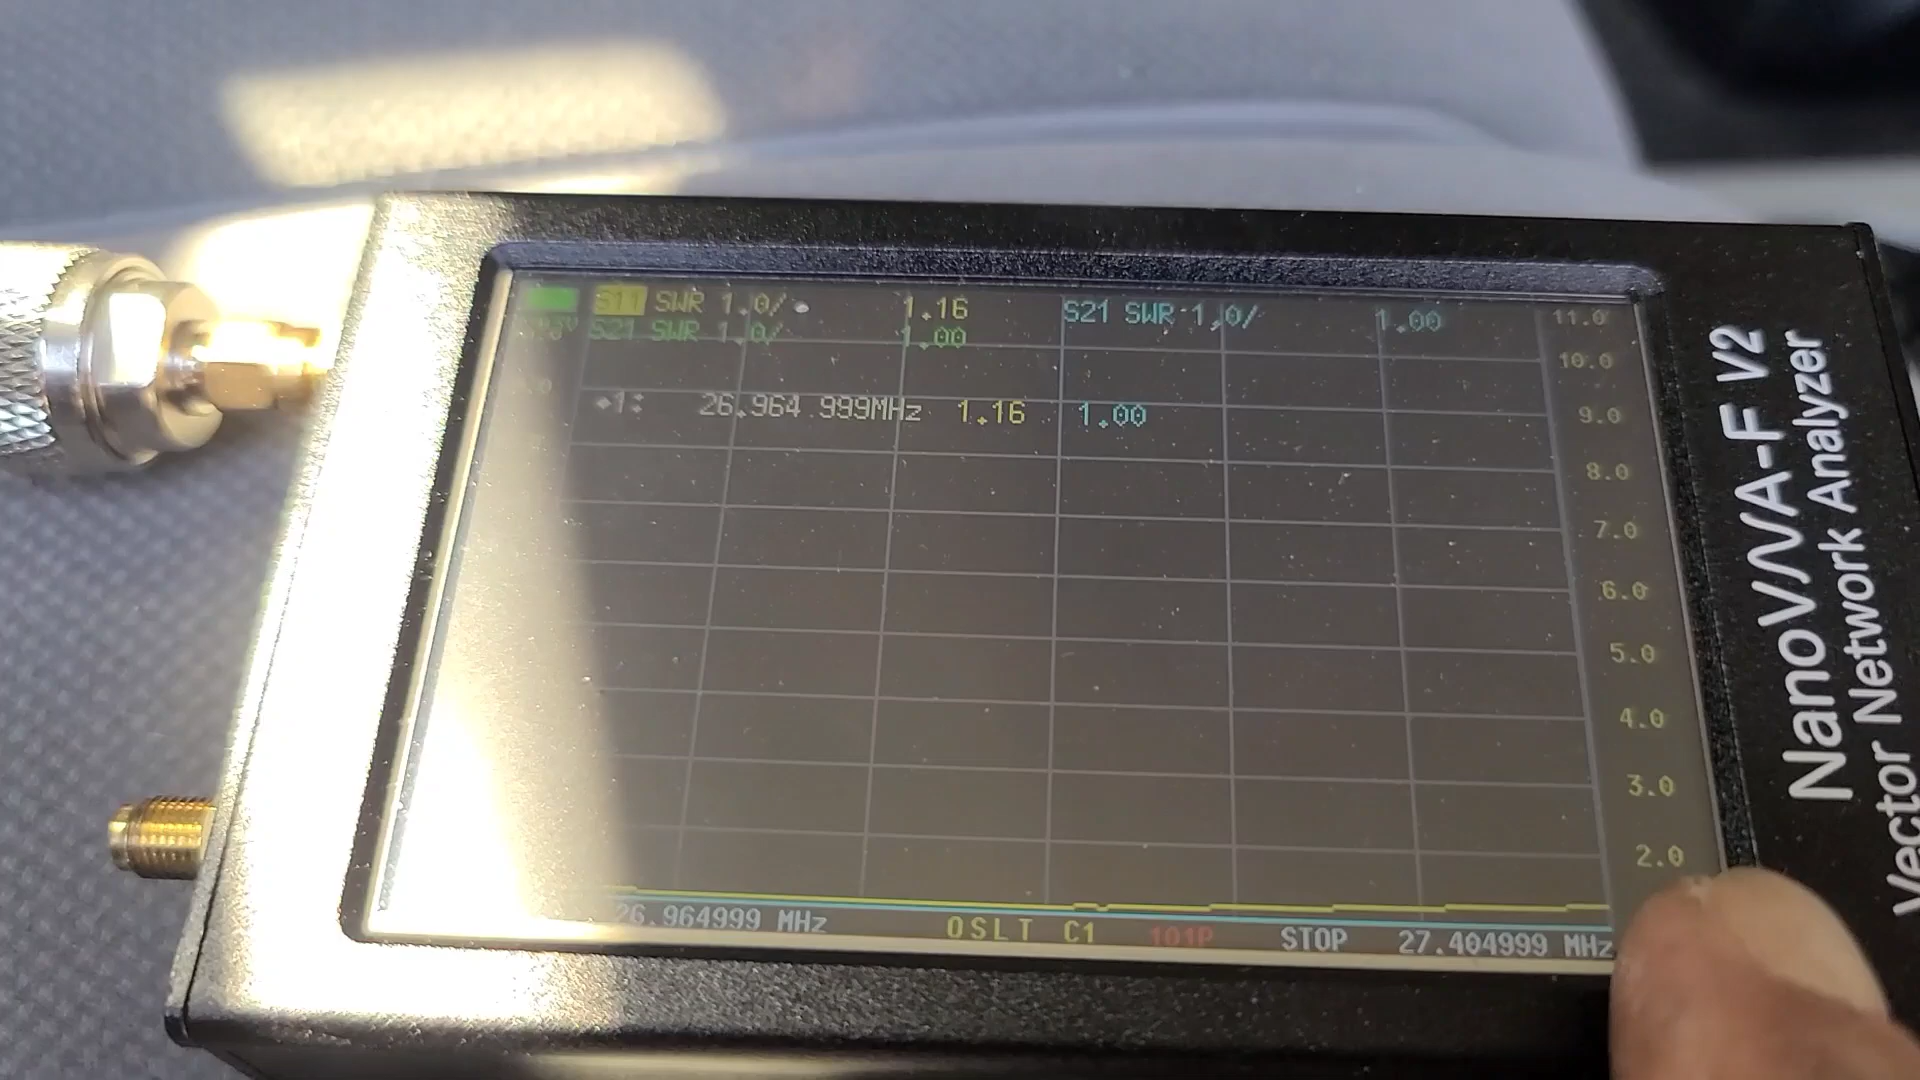 S11 SWR 1.0/ 1.16 S21 SWR 1.0/ 1.00
S21 SWR 1.0/ 1.00
1: 26.964 999MHz 1.16 1.00
11.0
10.0
9.0
8.0
7.0
6.0
5.0
4.0
3.0
2.0
26.964999 MHz OSLT C1 101P STOP 27.404999 MHz
NanoVNA-F V2
Vector Network Analyzer